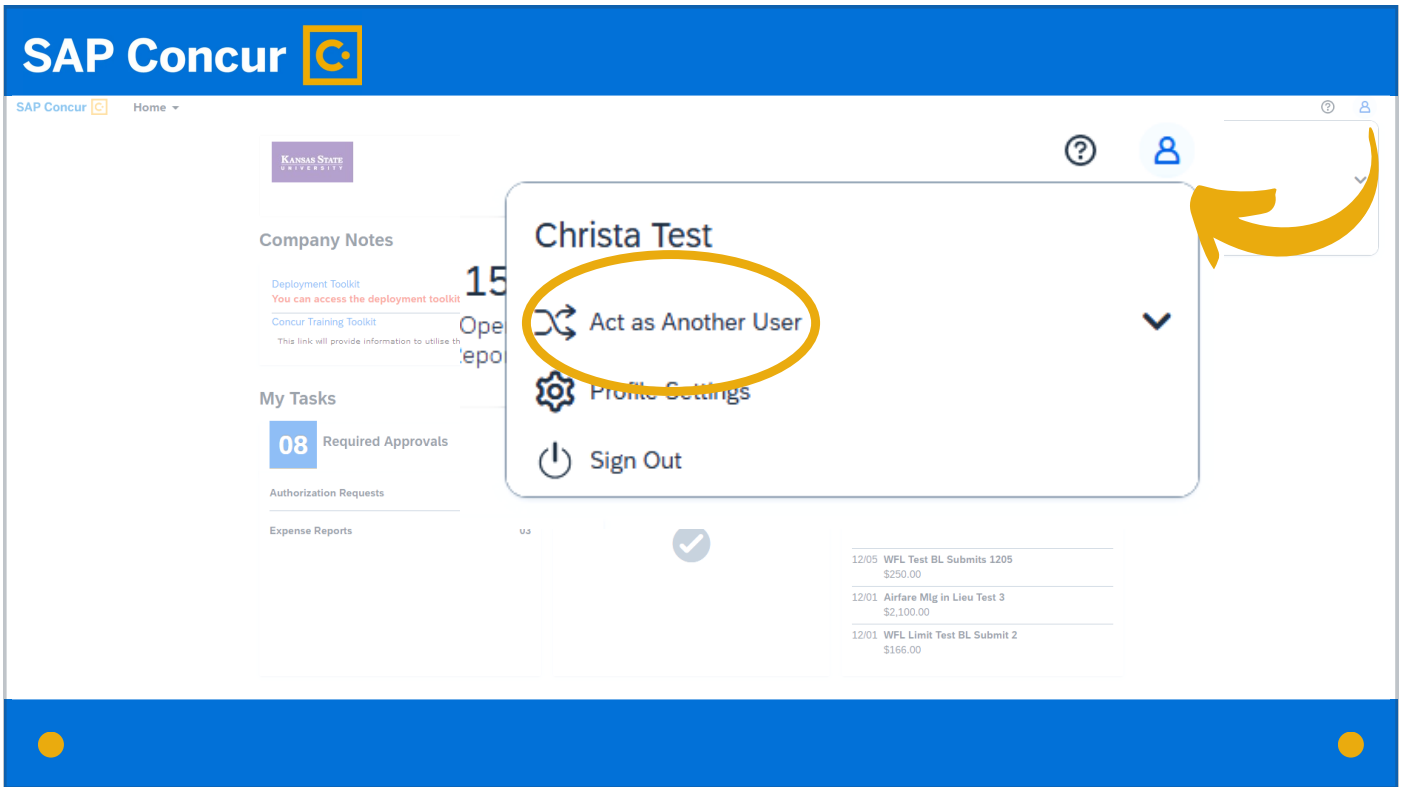 SAP Concur
SAP Concur Home
KANSAS STATE
UNIVERSITY
Christa Test
Act as Another User
Profile Settings
Sign Out
Company Notes
Deployment Toolkit
You can access the deployment toolkit
Concur Training Toolkit
This link will provide information to utilise th
15
Ope
epo
My Tasks
08 Required Approvals
Authorization Requests
Expense Reports 03
12/05 WFL Test BL Submits 1205
$250.00
12/01 Airfare Mlg in Lieu Test 3
$2,100.00
12/01 WFL Limit Test BL Submit 2
$166.00